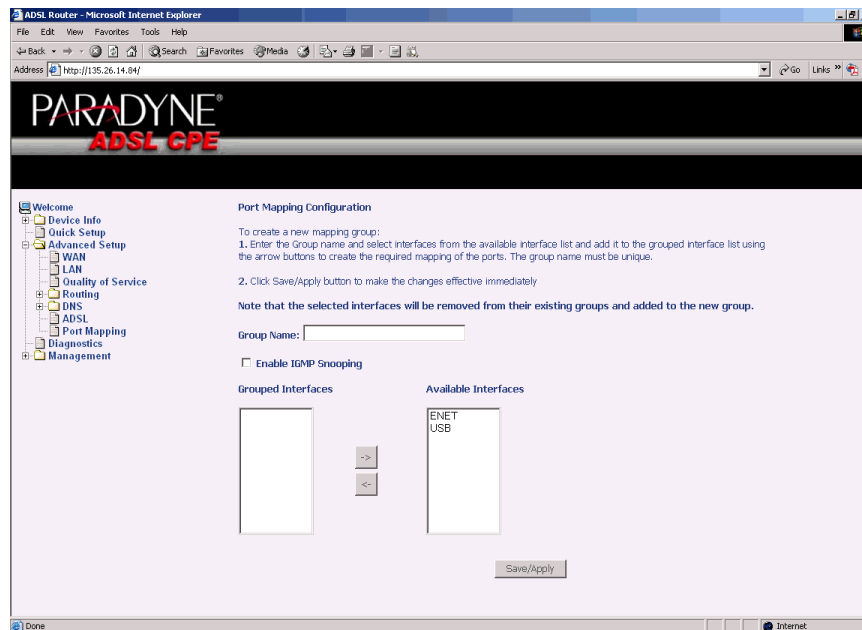 ADSL Router - Microsoft Internet Explorer
File Edit View Favorites Tools Help
Back Search Favorites Media
Address http://135.26.14.84/ Go Links »
PARADYNE®
ADSL CPE
Welcome
Device Info
Quick Setup
Advanced Setup
WAN
LAN
Quality of Service
Routing
DNS
ADSL
Port Mapping
Diagnostics
Management
Port Mapping Configuration
To create a new mapping group:
1. Enter the Group name and select interfaces from the available interface list and add it to the grouped interface list using
the arrow buttons to create the required mapping of the ports. The group name must be unique.
2. Click Save/Apply button to make the changes effective immediately
Note that the selected interfaces will be removed from their existing groups and added to the new group.
Group Name:
Enable IGMP Snooping
Grouped Interfaces Available Interfaces
ENET
USB
->
<-
Save/Apply
Done Internet